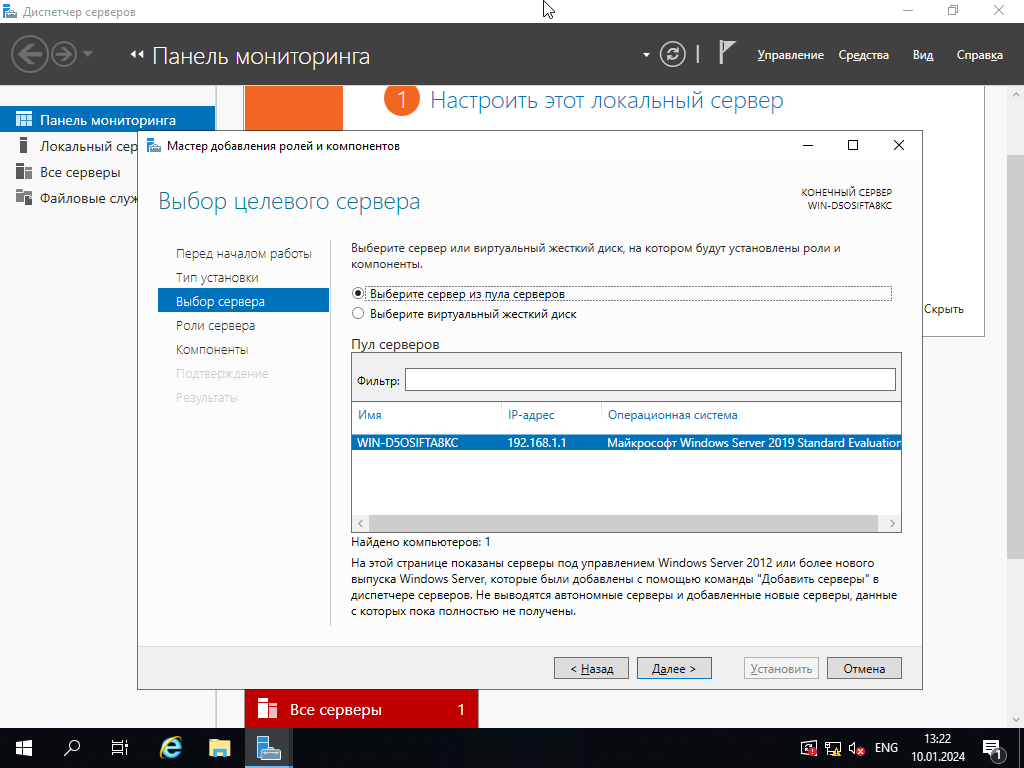 Диспетчер серверов
Панель мониторинга
Управление
Средства
Вид
Справка
Панель мониторинга
Локальный сер
Все серверы
Файловые служ
1
Настроить этот локальный сервер
Скрыть
Мастер добавления ролей и компонентов
Выбор целевого сервера
КОНЕЧНЫЙ СЕРВЕР
WIN-D5OSIFTA8KC
Перед началом работы
Тип установки
Выбор сервера
Роли сервера
Компоненты
Подтверждение
Результаты
Выберите сервер или виртуальный жесткий диск, на котором будут установлены роли и
компоненты.
Выберите сервер из пула серверов
Выберите виртуальный жесткий диск
Пул серверов
Фильтр:
Имя IP-адрес Операционная система
WIN-D5OSIFTA8KC 192.168.1.1 Майкрософт Windows Server 2019 Standard Evaluation
Найдено компьютеров: 1
На этой странице показаны серверы под управлением Windows Server 2012 или более нового
выпуска Windows Server, которые были добавлены с помощью команды "Добавить серверы" в
диспетчере серверов. Не выводятся автономные серверы и добавленные новые серверы, данные
с которых пока полностью не получены.
< Назад
Далее >
Установить
Отмена
Все серверы 1
ENG
13:22
10.01.2024
1